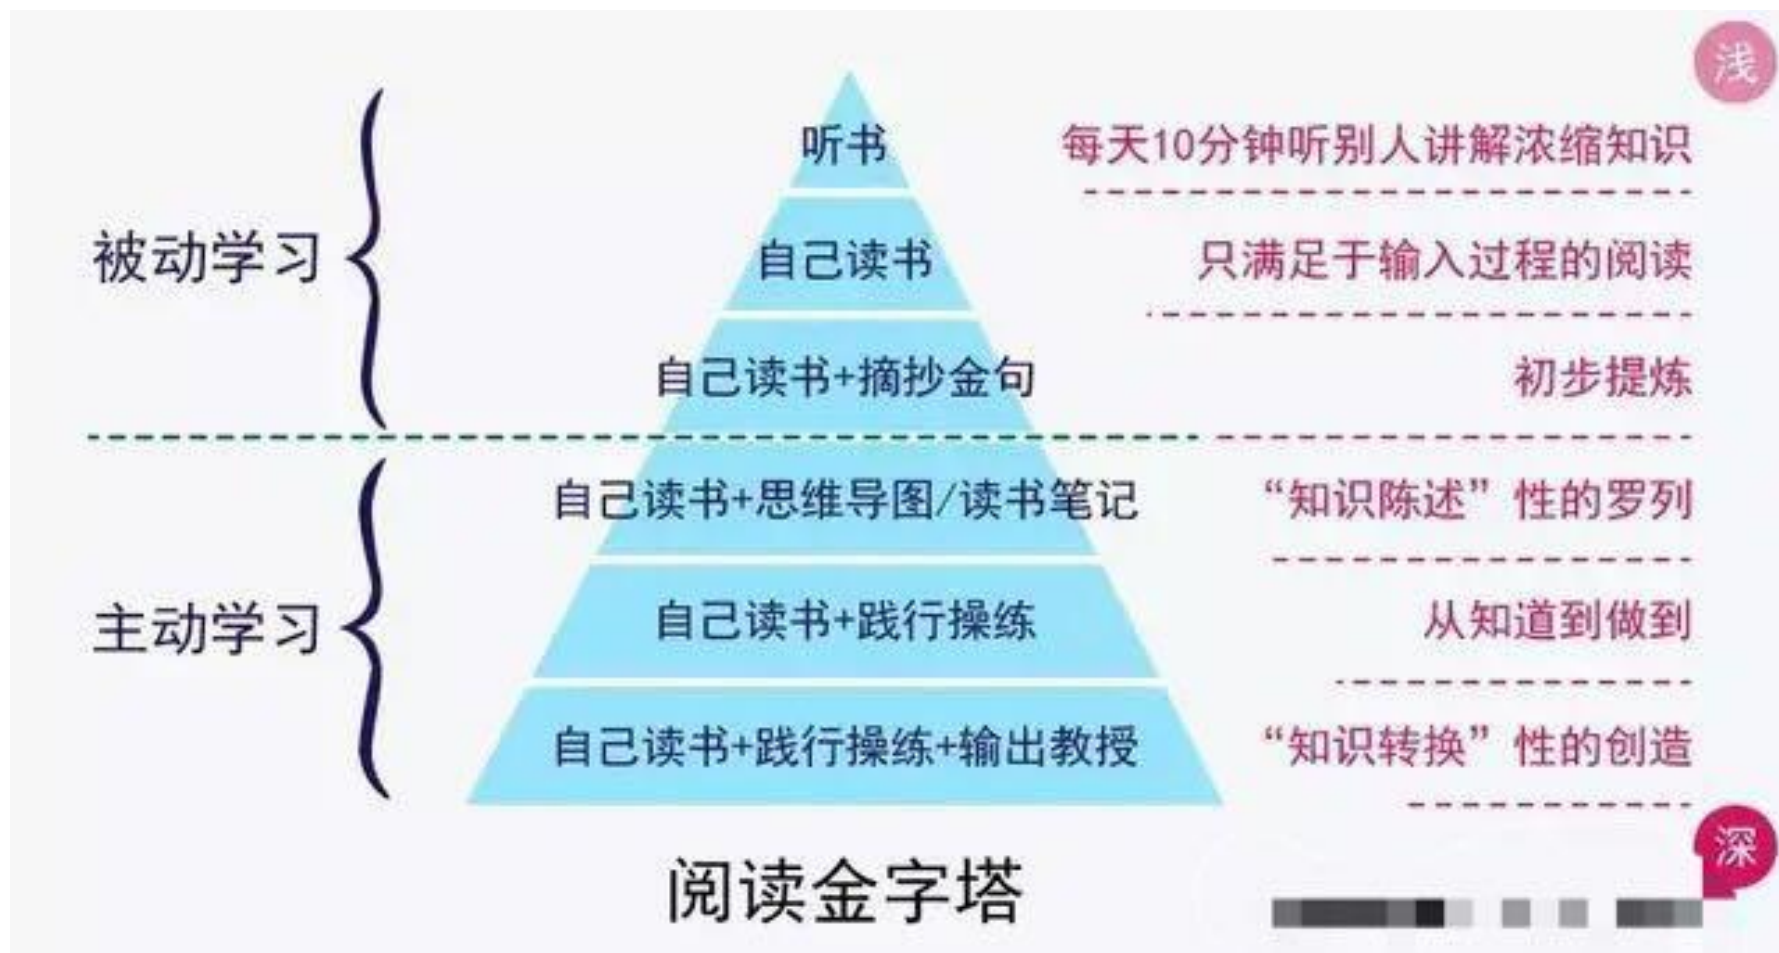 浅
听书
每天10分钟听别人讲解浓缩知识
被动学习
自己读书
只满足于输入过程的阅读
自己读书+摘抄金句
初步提炼
自己读书+思维导图/读书笔记
“知识陈述”性的罗列
主动学习
自己读书+践行操练
从知道到做到
自己读书+践行操练+输出教授
“知识转换”性的创造
深
阅读金字塔